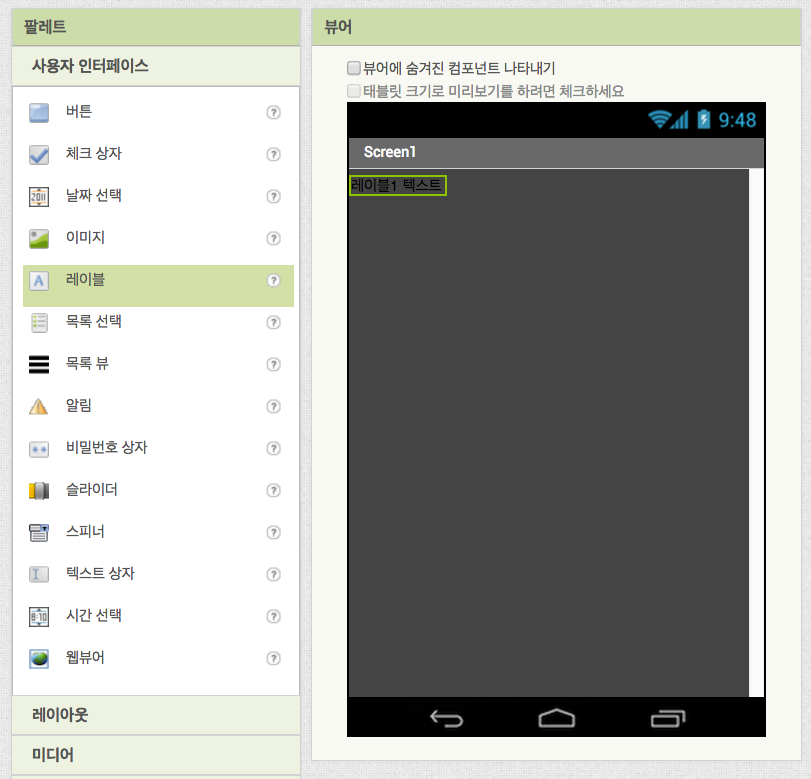 팔레트
사용자 인터페이스
버튼
체크 상자
날짜 선택
이미지
레이블
목록 선택
목록 뷰
알림
비밀번호 상자
슬라이더
스피너
텍스트 상자
시간 선택
웹뷰어
레이아웃
미디어
뷰어
뷰어에 숨겨진 컴포넌트 나타내기
태블릿 크기로 미리보기를 하려면 체크하세요
9:48
Screen1
레이블1 텍스트